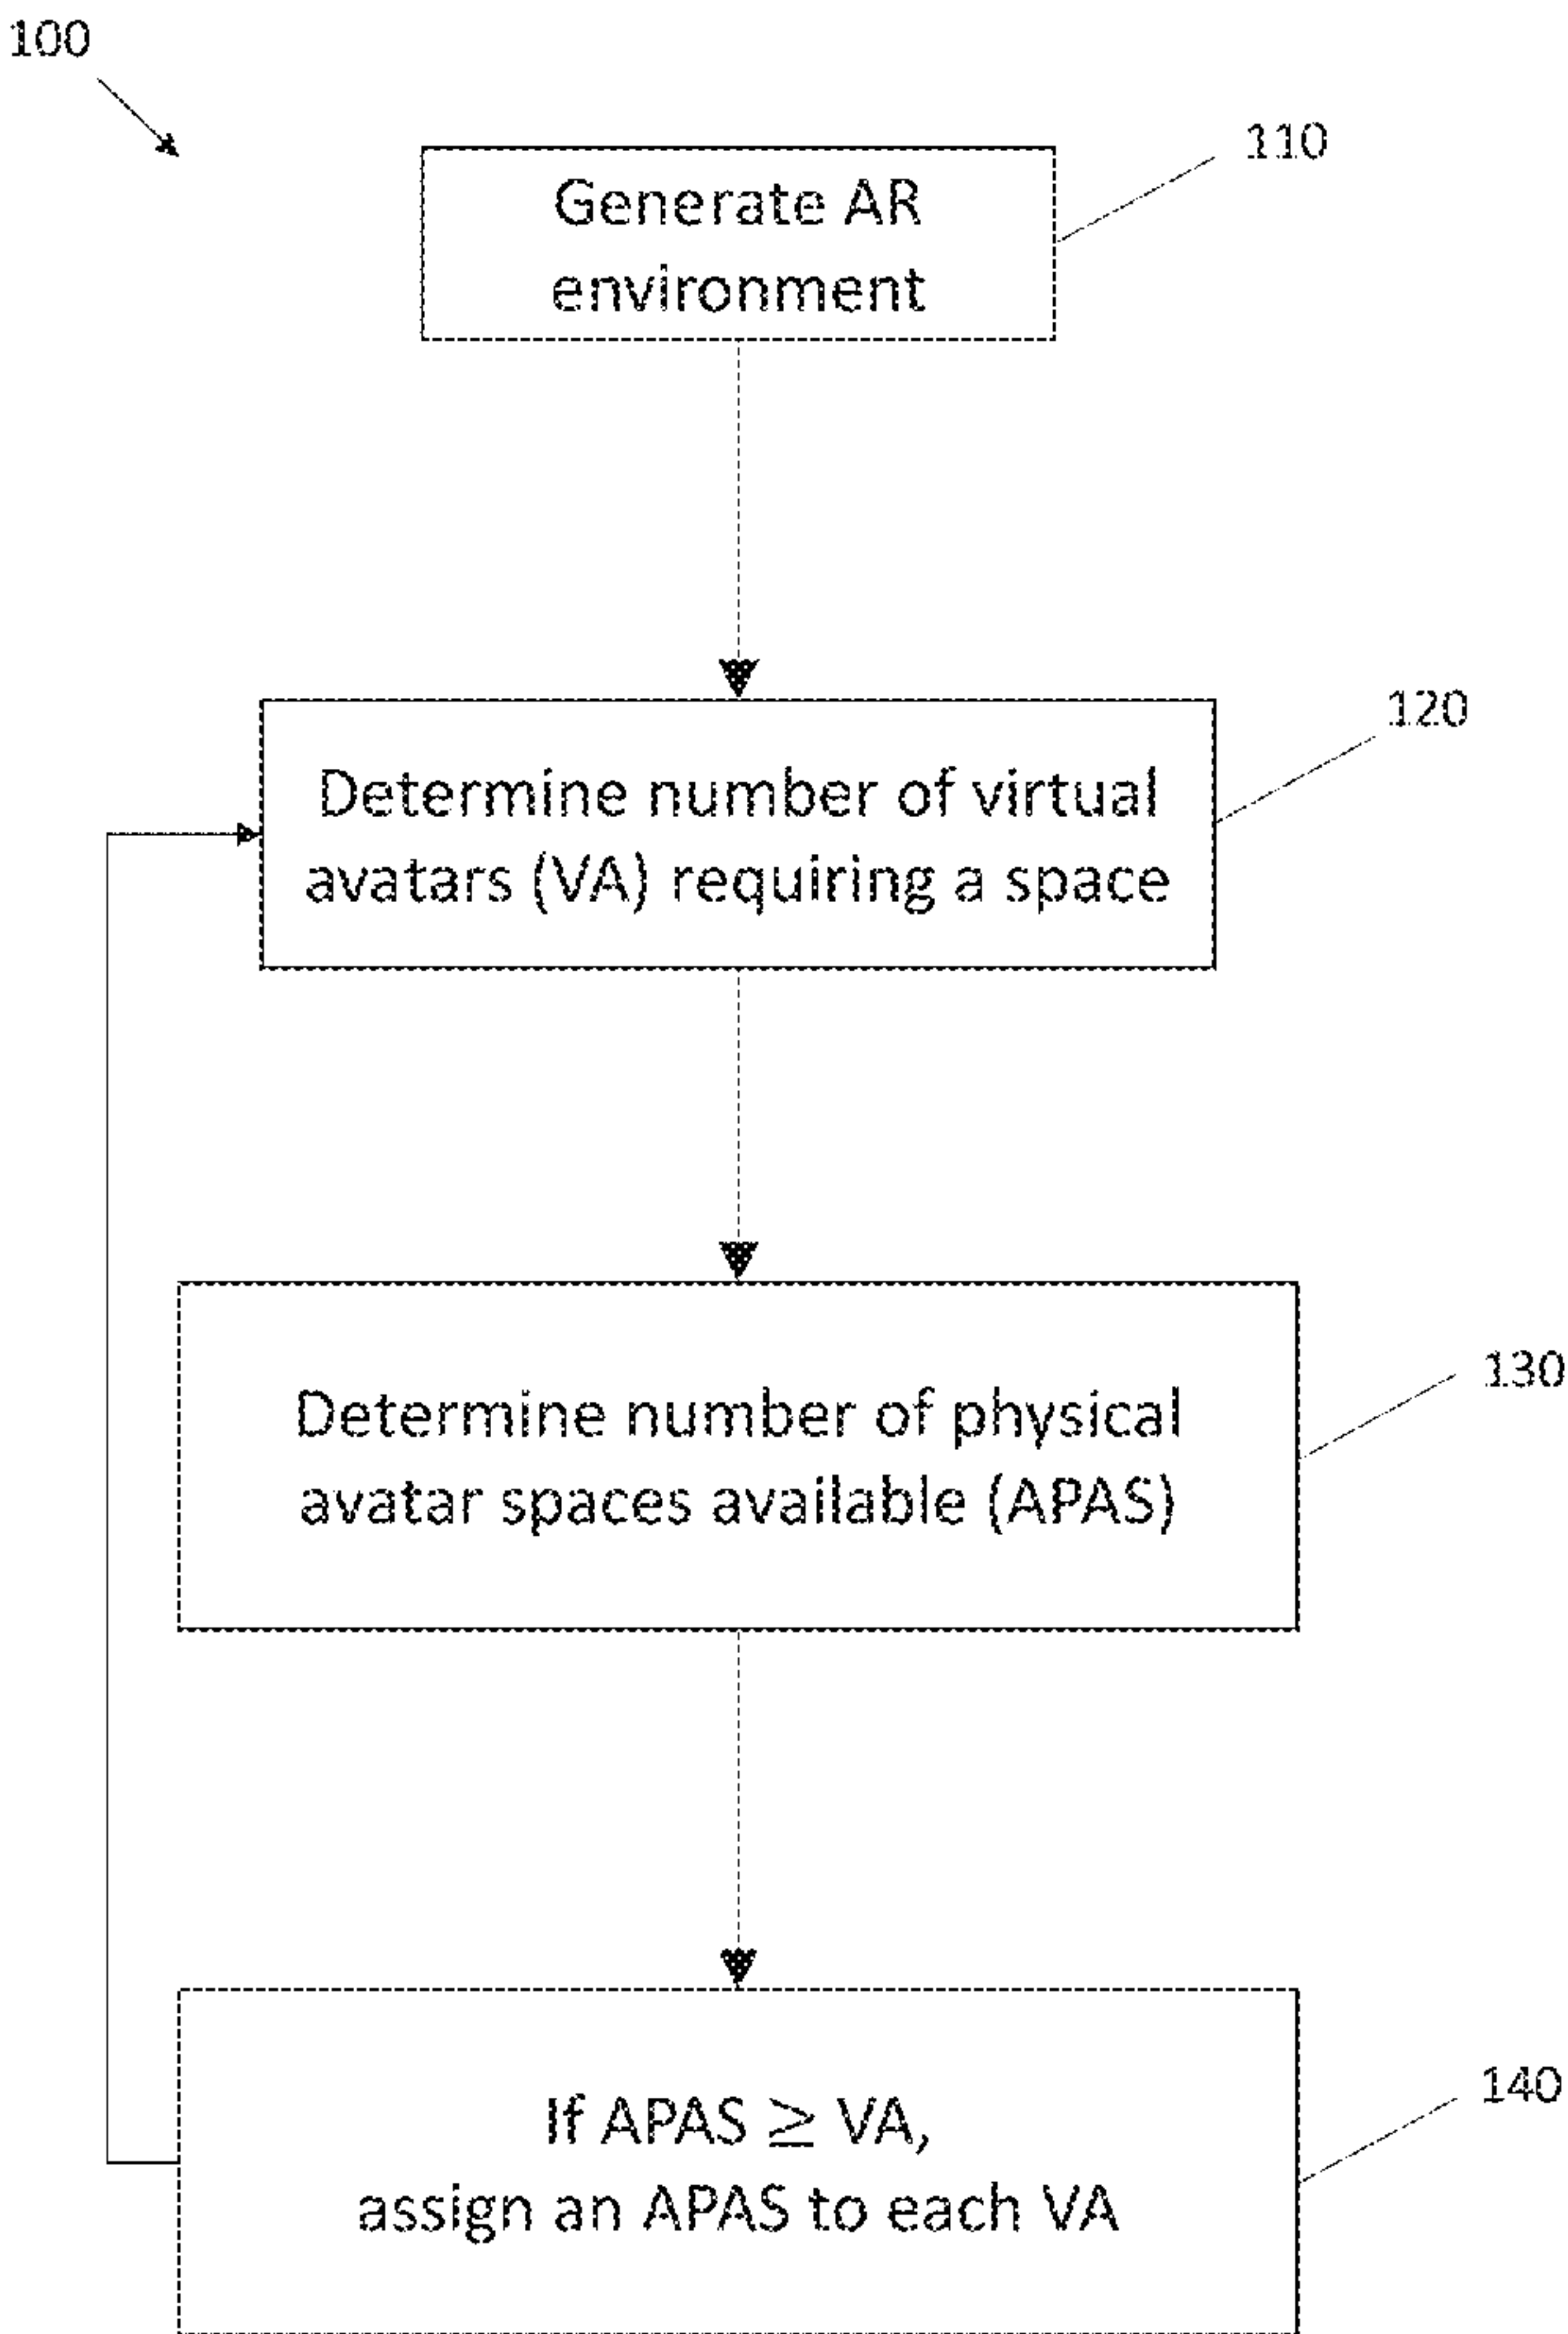 100
110
Generate AR
environment
120
Determine number of virtual
avatars (VA) requiring a space
130
Determine number of physical
avatar spaces available (APAS)
140
If APAS ≥ VA,
assign an APAS to each VA